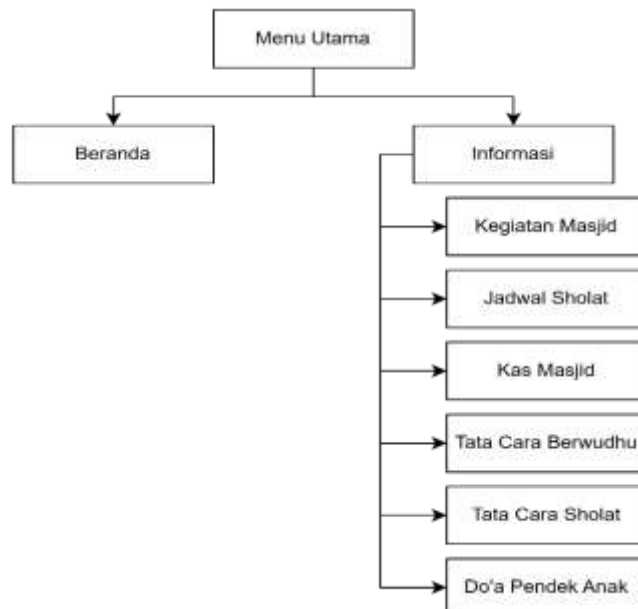 Menu Utama
Beranda
Informasi
Kegiatan Masjid
Jadwal Sholat
Kas Masjid
Tata Cara Berwudhu
Tata Cara Sholat
Do'a Pendek Anak